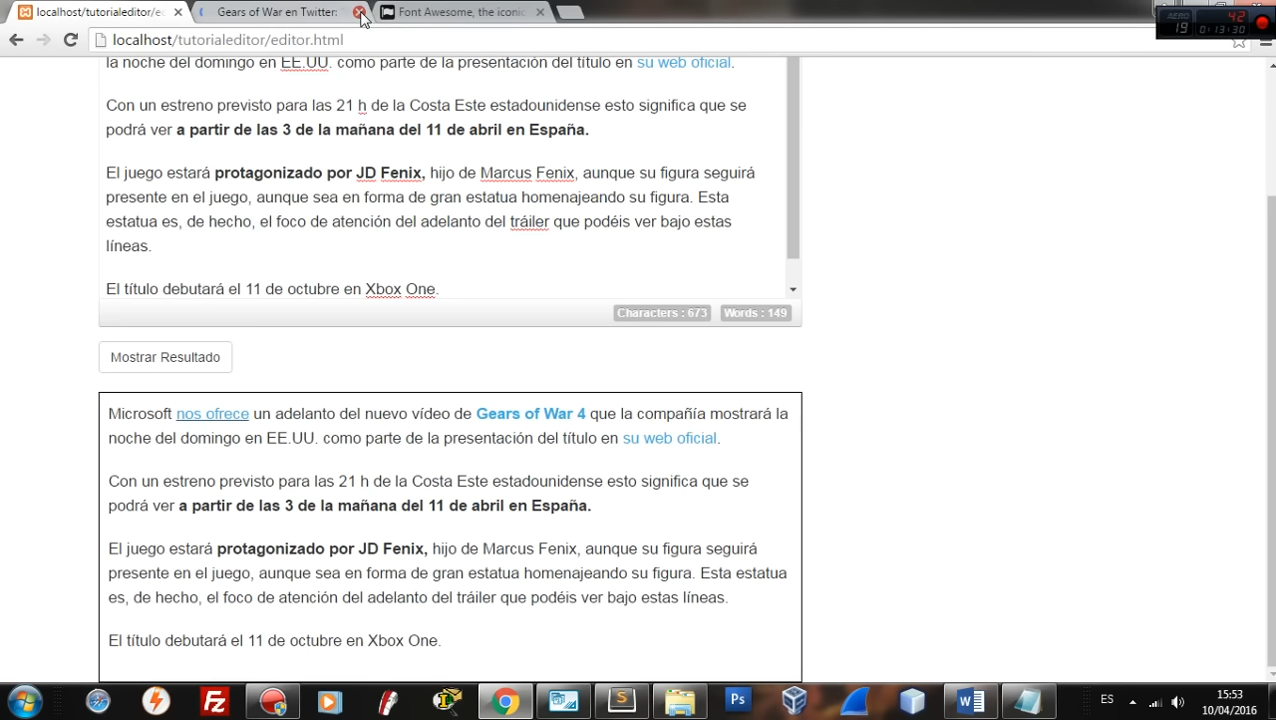 localhost/tutorialeditor/ec
Gears of War en Twitter:
Font Awesome, the iconic
AERO
19
42
0:13:30
localhost/
la noche del domingo en EE.UU. como parte de la presentación del título en su web oficial.
Con un estreno previsto para las 21 h de la Costa Este estadounidense esto significa que se
podrá ver a partir de las 3 de la mañana del 11 de abril en España.
El juego estará protagonizado por JD Fenix, hijo de Marcus Fenix, aunque su figura seguirá
presente en el juego, aunque sea en forma de gran estatua homenajeando su figura. Esta
estatua es, de hecho, el foco de atención del adelanto del tráiler que podéis ver bajo estas
líneas.
El título debutará el 11 de octubre en Xbox One.
Characters : 673 Words : 149
Mostrar Resultado
Microsoft nos ofrece un adelanto del nuevo vídeo de Gears of War 4 que la compañía mostrará la
noche del domingo en EE.UU. como parte de la presentación del título en su web oficial.
Con un estreno previsto para las 21 h de la Costa Este estadounidense esto significa que se
podrá ver a partir de las 3 de la mañana del 11 de abril en España.
El juego estará protagonizado por JD Fenix, hijo de Marcus Fenix, aunque su figura seguirá
presente en el juego, aunque sea en forma de gran estatua homenajeando su figura. Esta estatua
es, de hecho, el foco de atención del adelanto del tráiler que podéis ver bajo estas líneas.
El título debutará el 11 de octubre en Xbox One.
Ps
ES
15:53
10/04/2016